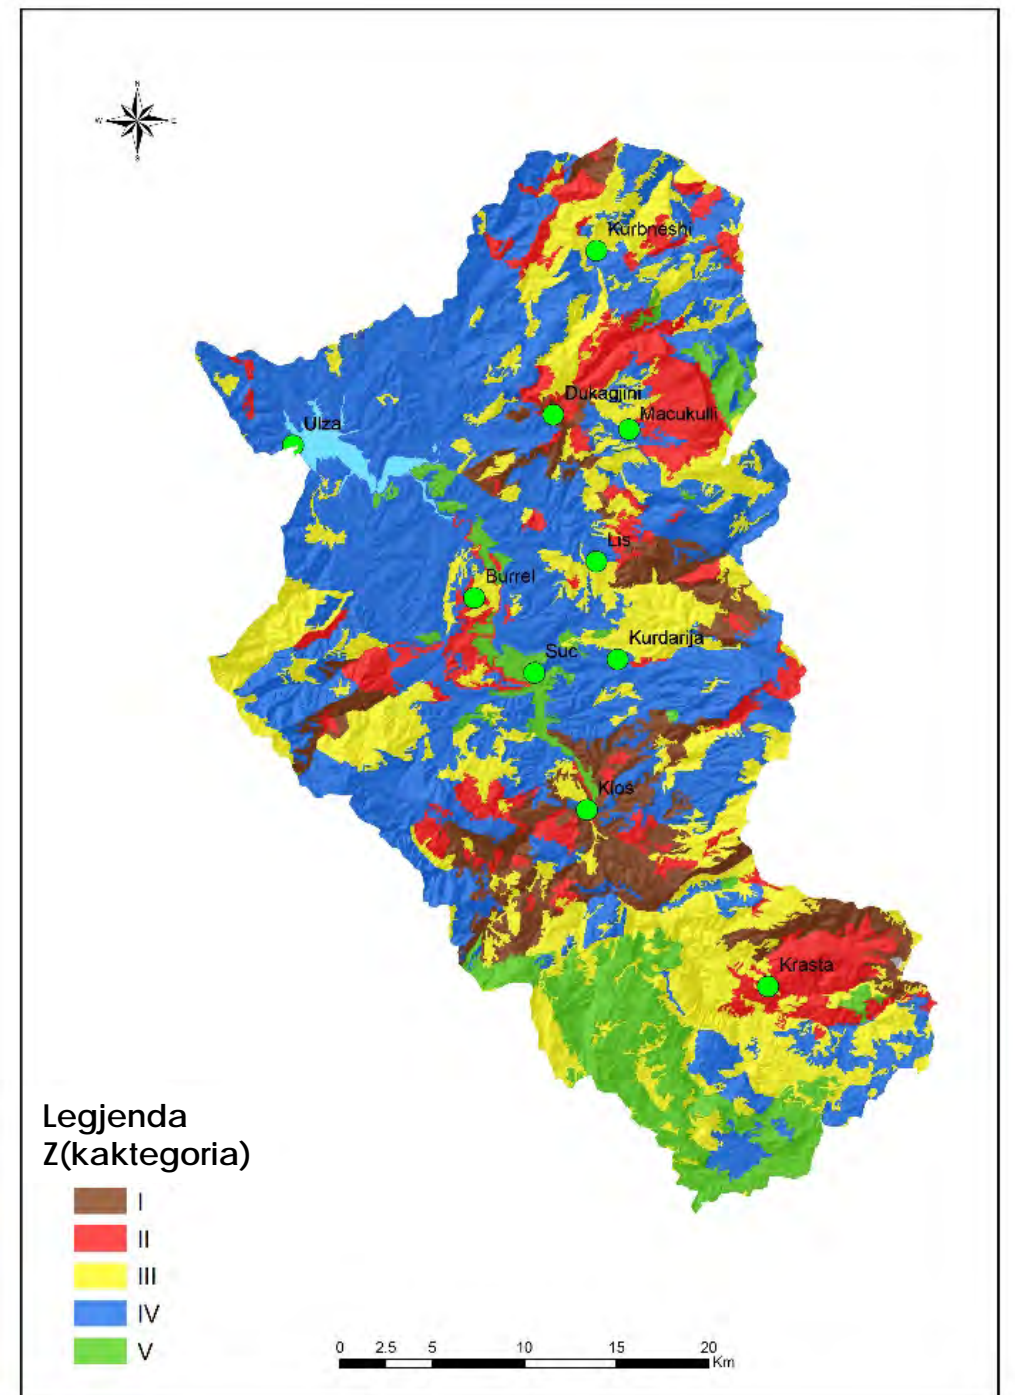 N
W E
S
Kurbneshi
Dukagjini
Macukulli
Ulza
Lis
Burrel
Kurdarija
Suc
Klos
Krasta
Legjenda
Z(kaktegoria)
I
II
III
IV
V
0 2.5 5 10 15 20
Km